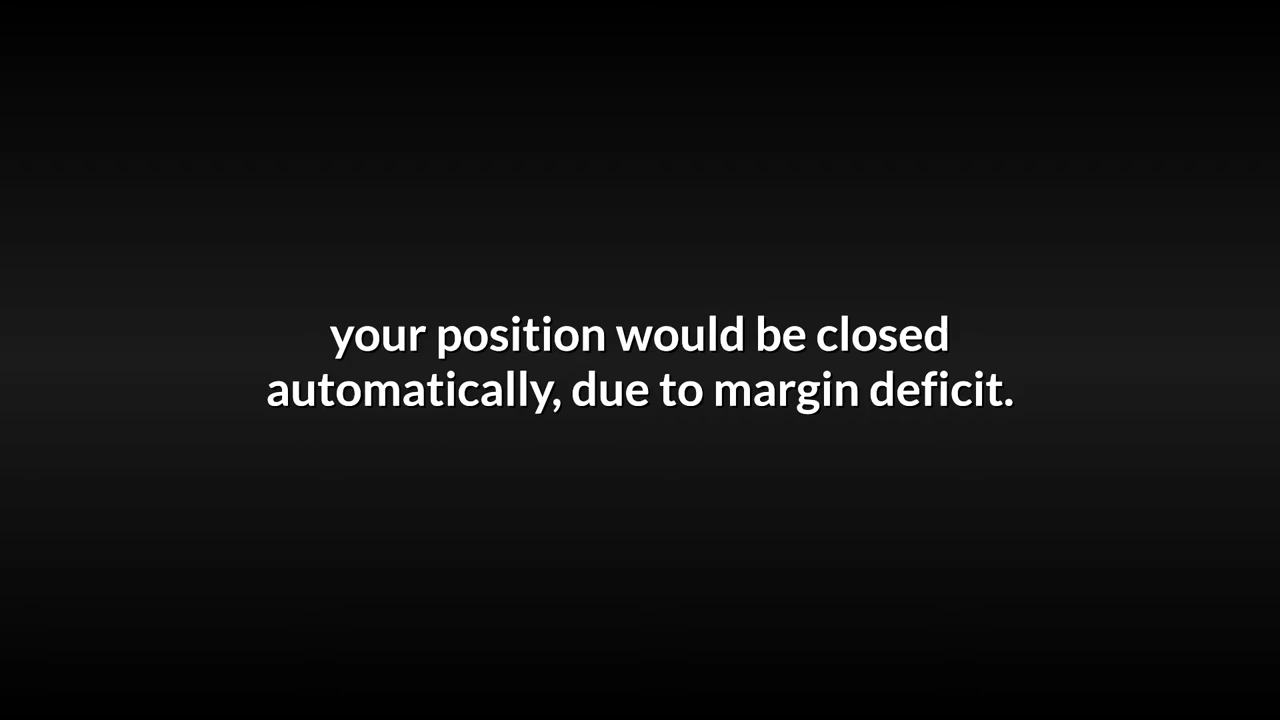 your position would be closed
automatically, due to margin deficit.